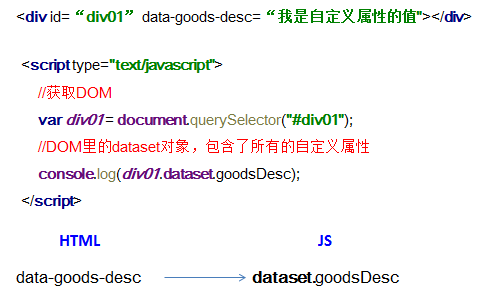 <div id=“div01” data-goods-desc=“我是自定义属性的值"></div>
<script type="text/javascript">
//获取DOM
var div01= document.querySelector("#div01");
//DOM里的dataset对象，包含了所有的自定义属性
console.log(div01.dataset.goodsDesc);
</script>
HTML JS
data-goods-desc dataset.goodsDesc